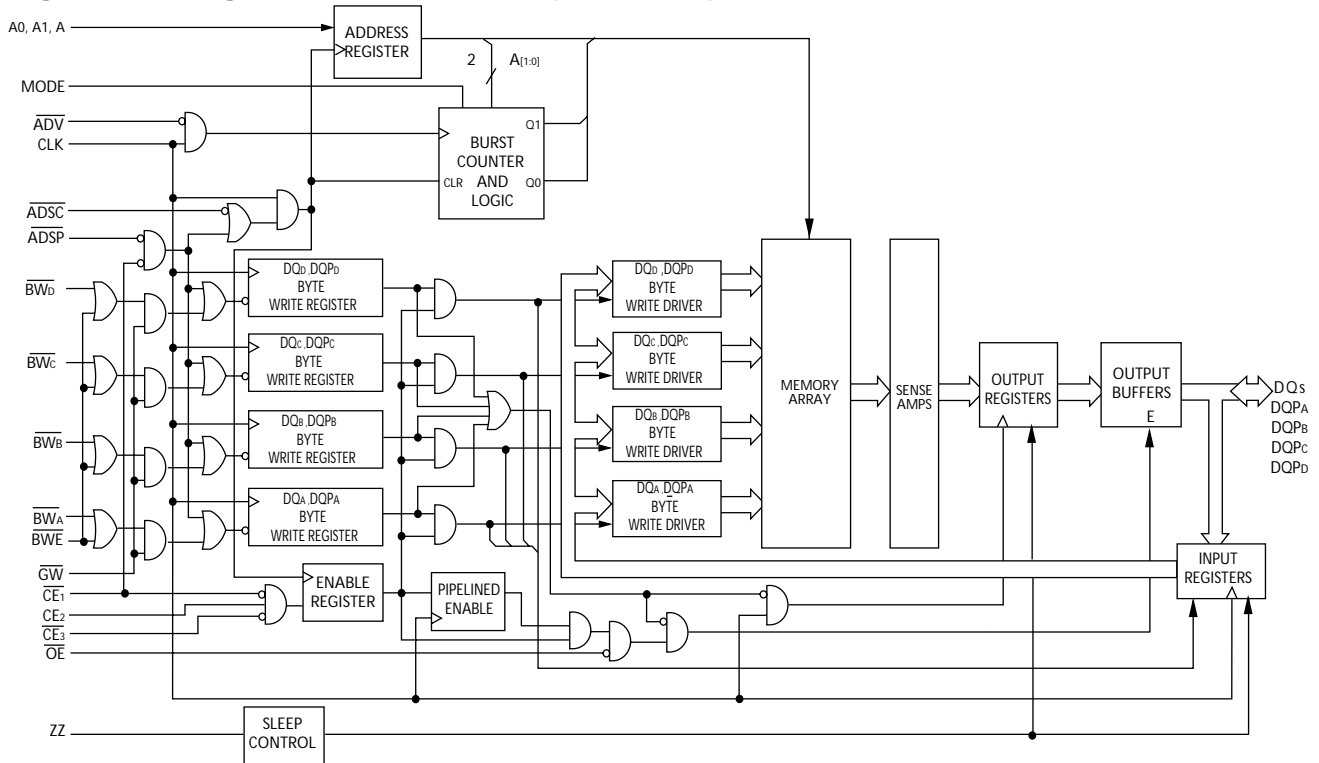 A0, A1, A
ADDRESS
REGISTER
2 A[1:0]
MODE
ADV
CLK
BURST
COUNTER
AND
LOGIC
Q1
CLR
Q0
ADSC
ADSP
DQD ,DQPD
BYTE
WRITE REGISTER
DQD ,DQPD
BYTE
WRITE DRIVER
BWD
DQC ,DQPC
BYTE
WRITE REGISTER
DQC ,DQPC
BYTE
WRITE DRIVER
BWC
MEMORY
ARRAY
SENSE
AMPS
OUTPUT
REGISTERS
OUTPUT
BUFFERS
E
DQs
DQPA
DQPB
DQPC
DQPD
DQB ,DQPB
BYTE
WRITE REGISTER
DQB ,DQPB
BYTE
WRITE DRIVER
BWB
DQA ,DQPA
BYTE
WRITE REGISTER
DQA ,DQPA
BYTE
WRITE DRIVER
BWA
BWE
GW
CE1
CE2
CE3
OE
ENABLE
REGISTER
PIPELINED
ENABLE
INPUT
REGISTERS
ZZ
SLEEP
CONTROL